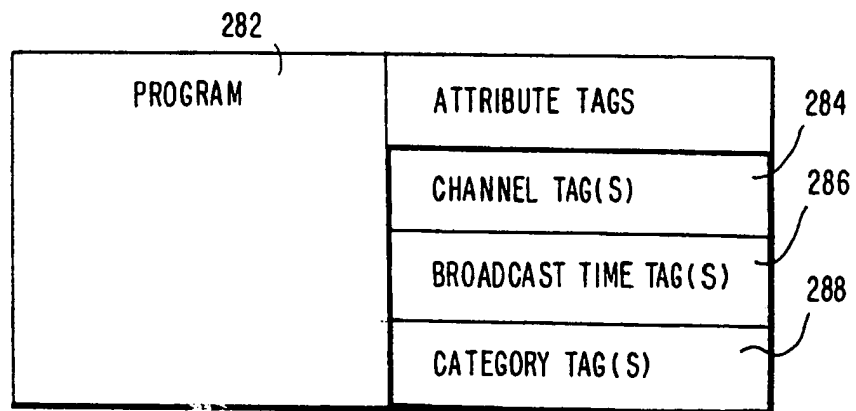 282
PROGRAM
ATTRIBUTE TAGS
284
CHANNEL TAG(S)
286
BROADCAST TIME TAG(S)
288
CATEGORY TAG(S)